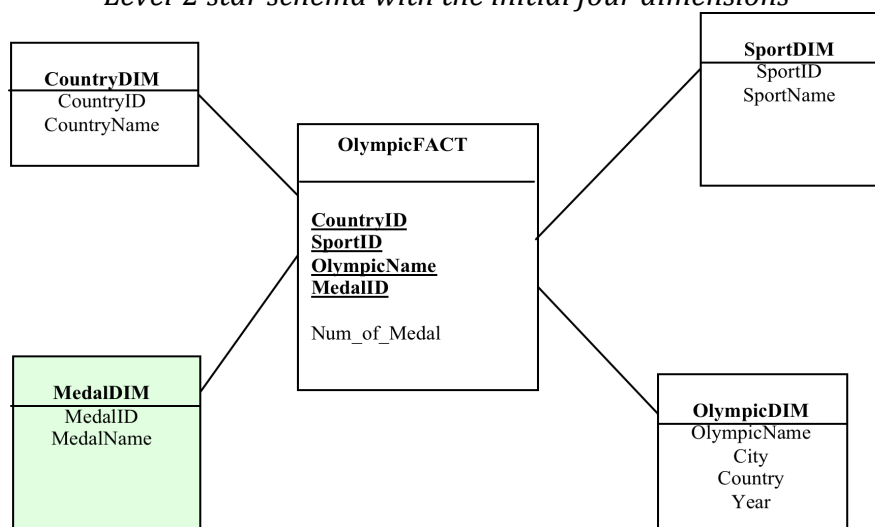 Level 2 star schema with the initial four dimensions
CountryDIM
CountryID
CountryName
SportDIM
SportID
SportName
OlympicFACT
CountryID
SportID
OlympicName
MedalID
Num_of_Medal
MedalDIM
MedalID
MedalName
OlympicDIM
OlympicName
City
Country
Year